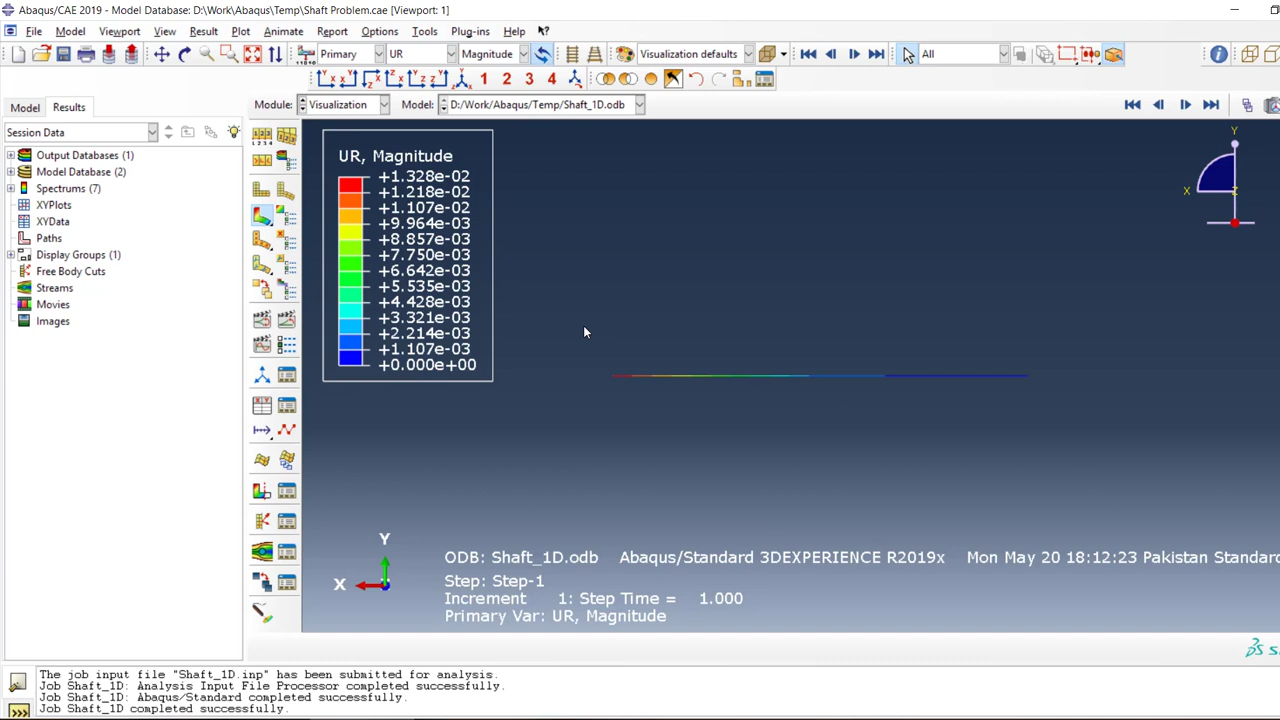 Abaqus/CAE 2019 - Model Database: D:\Work\Abaqus\Temp\Shaft Problem.cae [Viewport: 1]
File Model Viewport View Result Plot Animate Report Options Tools Plug-ins Help
Primary UR Magnitude Visualization defaults All
1 2 3 4
Model Results Module: Visualization Model: D:/Work/Abaqus/Temp/Shaft_1D.odb
Session Data
Output Databases (1)
Model Database (2)
Spectrums (7)
XYPlots
XYData
Paths
Display Groups (1)
Free Body Cuts
Streams
Movies
Images
UR, Magnitude
+1.328e-02
+1.218e-02
+1.107e-02
+9.964e-03
+8.857e-03
+7.750e-03
+6.642e-03
+5.535e-03
+4.428e-03
+3.321e-03
+2.214e-03
+1.107e-03
+0.000e+00
Y
X Z
Y
X
ODB: Shaft_1D.odb Abaqus/Standard 3DEXPERIENCE R2019x Mon May 20 18:12:2 Pakistan Standard
Step: Step-1
Increment 1: Step Time = 1.000
Primary Var: UR, Magnitude
The job input file "Shaft_1D.inp" has been submitted for analysis.
Job Shaft_1D: Analysis Input File Processor completed successfully.
Job Shaft_1D: Abaqus/Standard completed successfully.
Job Shaft_1D completed successfully.